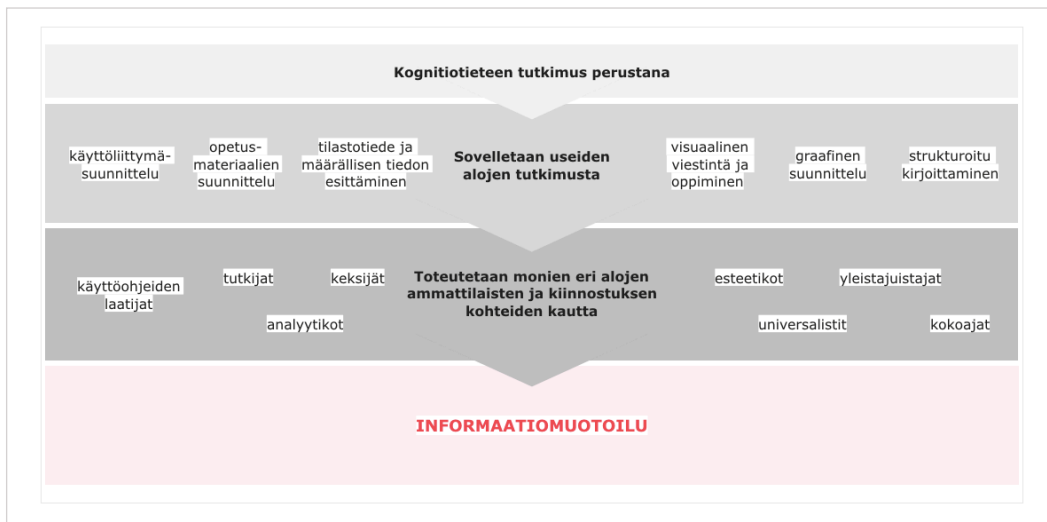 Kognitiotieteen tutkimus perustana
käyttöliittymä-
suunnittelu
opetus-
materiaalien
suunnittelu
tilastotiede ja
määrällisen tiedon
esittäminen
Sovelletaan useiden
alojen tutkimusta
visuaalinen
viestintä ja
oppiminen
graafinen
suunnittelu
strukturoitu
kirjoittaminen
käyttöohjeiden
laatijat
tutkijat
keksijät
analyytikot
Toteutetaan monien eri alojen
ammattilaisten ja kiinnostuksen
kohteiden kautta
esteetikot
yleistajuistajat
universalistit
kokoajat
INFORMAATIOMUOTOILU